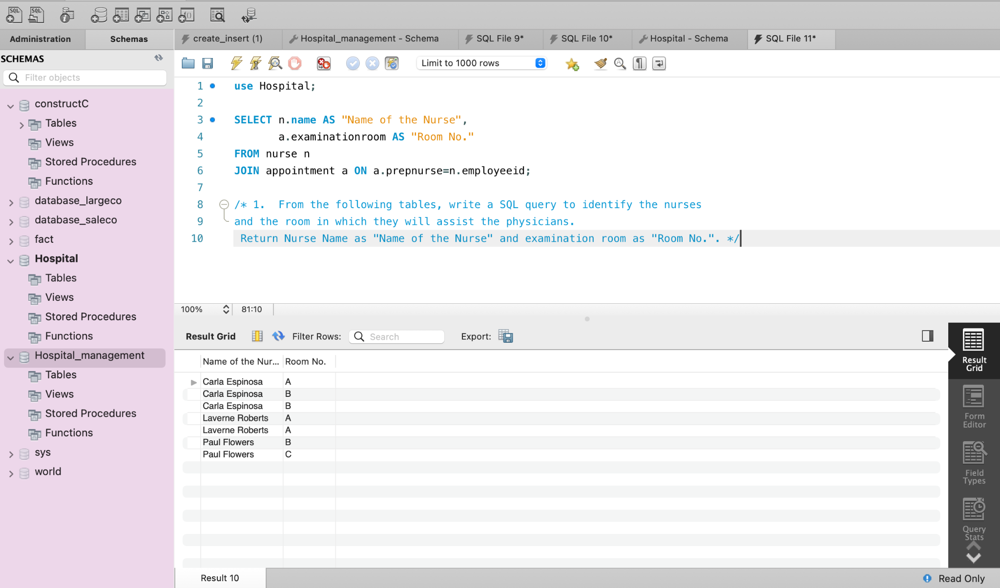 SQL
SQL
Administration
Schemas
create_insert (1)
Hospital_management - Schema
SQL File 9*
SQL File 10*
Hospital - Schema
SQL File 11*
SCHEMAS
Filter objects
Limit to 1000 rows
constructC
Tables
Views
Stored Procedures
Functions
database_largeco
database_saleco
fact
Hospital
Tables
Views
Stored Procedures
Functions
Hospital_management
Tables
Views
Stored Procedures
Functions
sys
world
1 use Hospital;
2
3 SELECT n.name AS "Name of the Nurse",
4 a.examinationroom AS "Room No."
5 FROM nurse n
6 JOIN appointment a ON a.prepnurse=n.employeeid;
7
8 /* 1. From the following tables, write a SQL query to identify the nurses
9 and the room in which they will assist the physicians.
10 Return Nurse Name as "Name of the Nurse" and examination room as "Room No.". */
100% 81:10
Result Grid Filter Rows: Search Export:
Name of the Nur... Room No.
Carla Espinosa A
Carla Espinosa B
Carla Espinosa B
Laverne Roberts A
Laverne Roberts A
Paul Flowers B
Paul Flowers C
Result
Grid
Form
Editor
Field
Types
Query
Stats
Result 10
Read Only